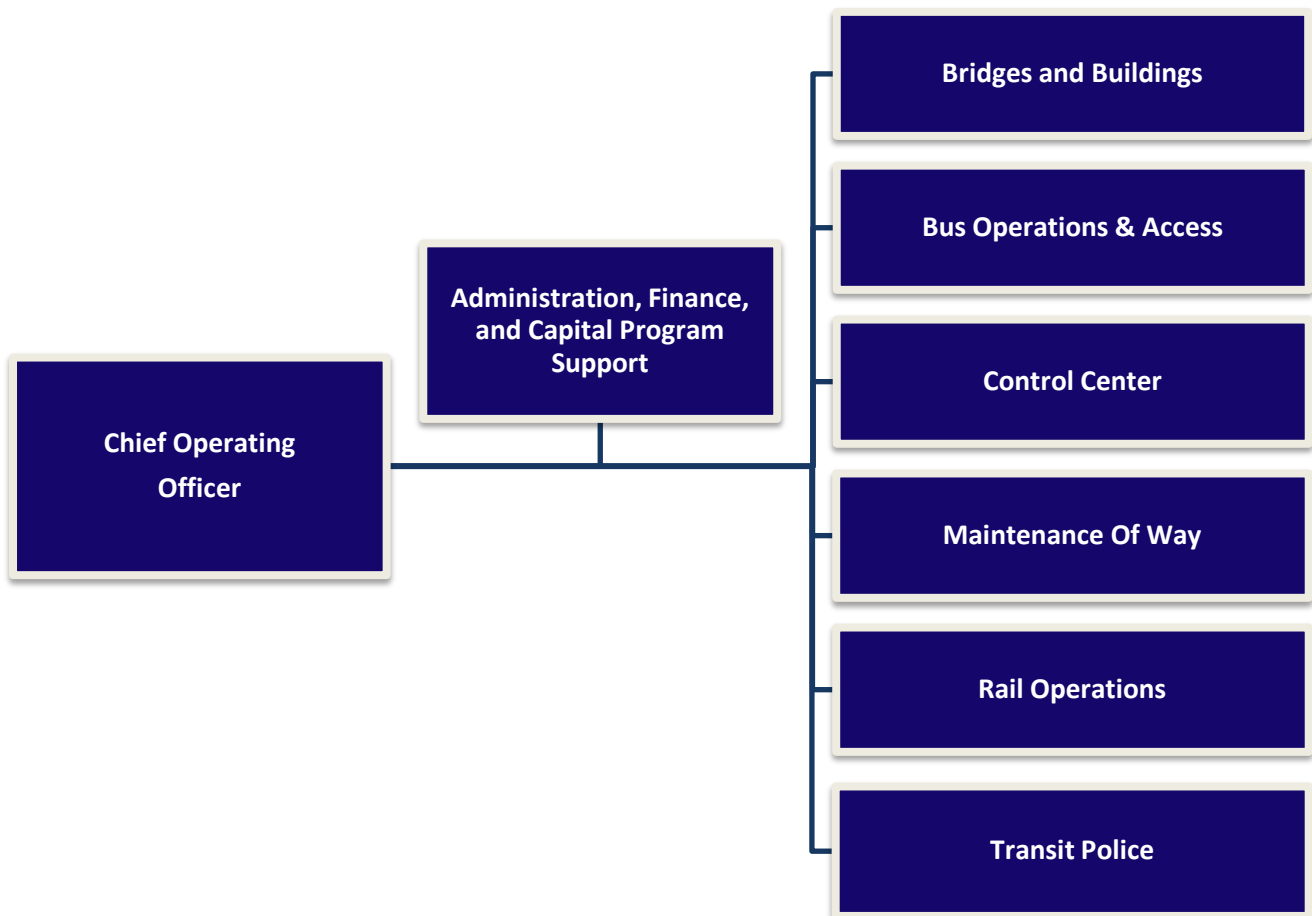 Chief Operating
Officer
Administration, Finance,
and Capital Program
Support
Bridges and Buildings
Bus Operations & Access
Control Center
Maintenance Of Way
Rail Operations
Transit Police